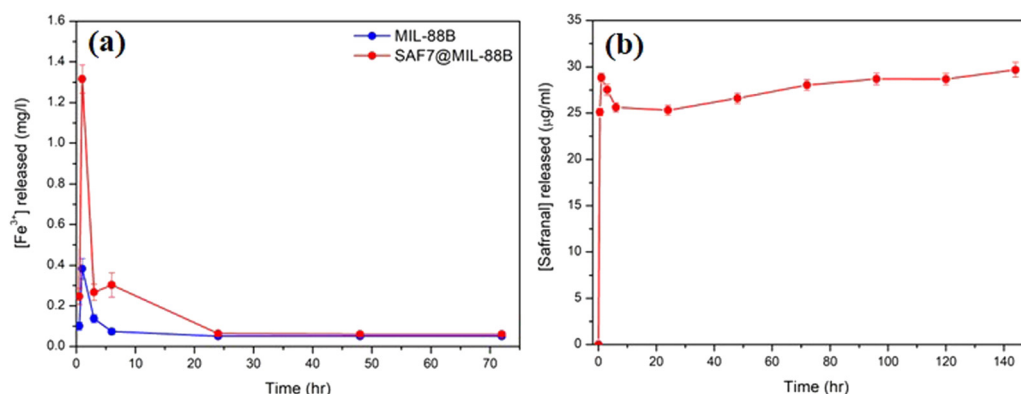 (a)
MIL-88B
SAF7@MIL-88B
[Fe³⁺] released (mg/l)
1.6
1.4
1.2
1.0
0.8
0.6
0.4
0.2
0.0
0 10 20 30 40 50 60 70
Time (hr)
(b)
[Safranal] released (μg/ml)
35
30
25
20
15
10
5
0
0 20 40 60 80 100 120 140
Time (hr)